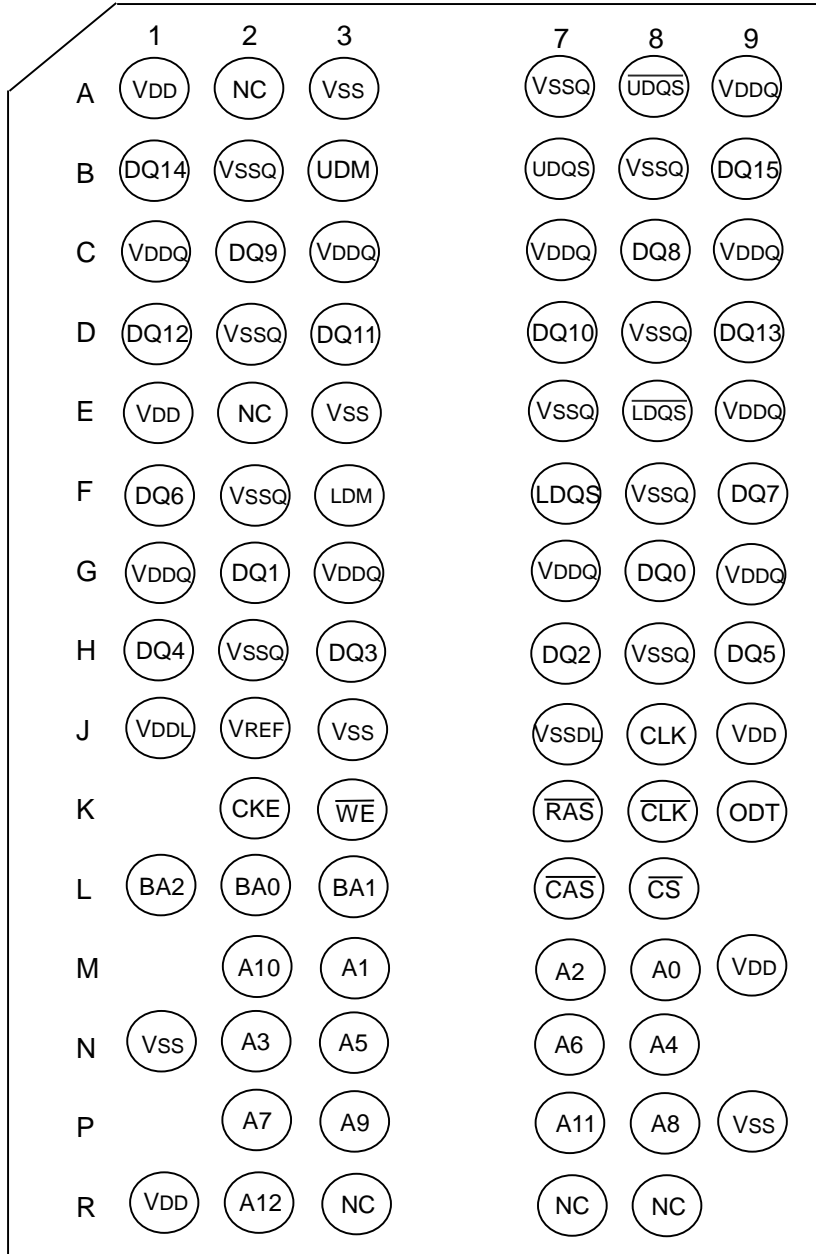 1 2 3 7 8 9
A VDD NC VSS VSSQ UDQS VDDQ
B DQ14 VSSQ UDM UDQS VSSQ DQ15
C VDDQ DQ9 VDDQ VDDQ DQ8 VDDQ
D DQ12 VSSQ DQ11 DQ10 VSSQ DQ13
E VDD NC VSS VSSQ LDQS VDDQ
F DQ6 VSSQ LDM LDQS VSSQ DQ7
G VDDQ DQ1 VDDQ VDDQ DQ0 VDDQ
H DQ4 VSSQ DQ3 DQ2 VSSQ DQ5
J VDDL VREF VSS VSSDL CLK VDD
K CKE WE RAS CLK ODT
L BA2 BA0 BA1 CAS CS
M A10 A1 A2 A0 VDD
N VSS A3 A5 A6 A4
P A7 A9 A11 A8 VSS
R VDD A12 NC NC NC